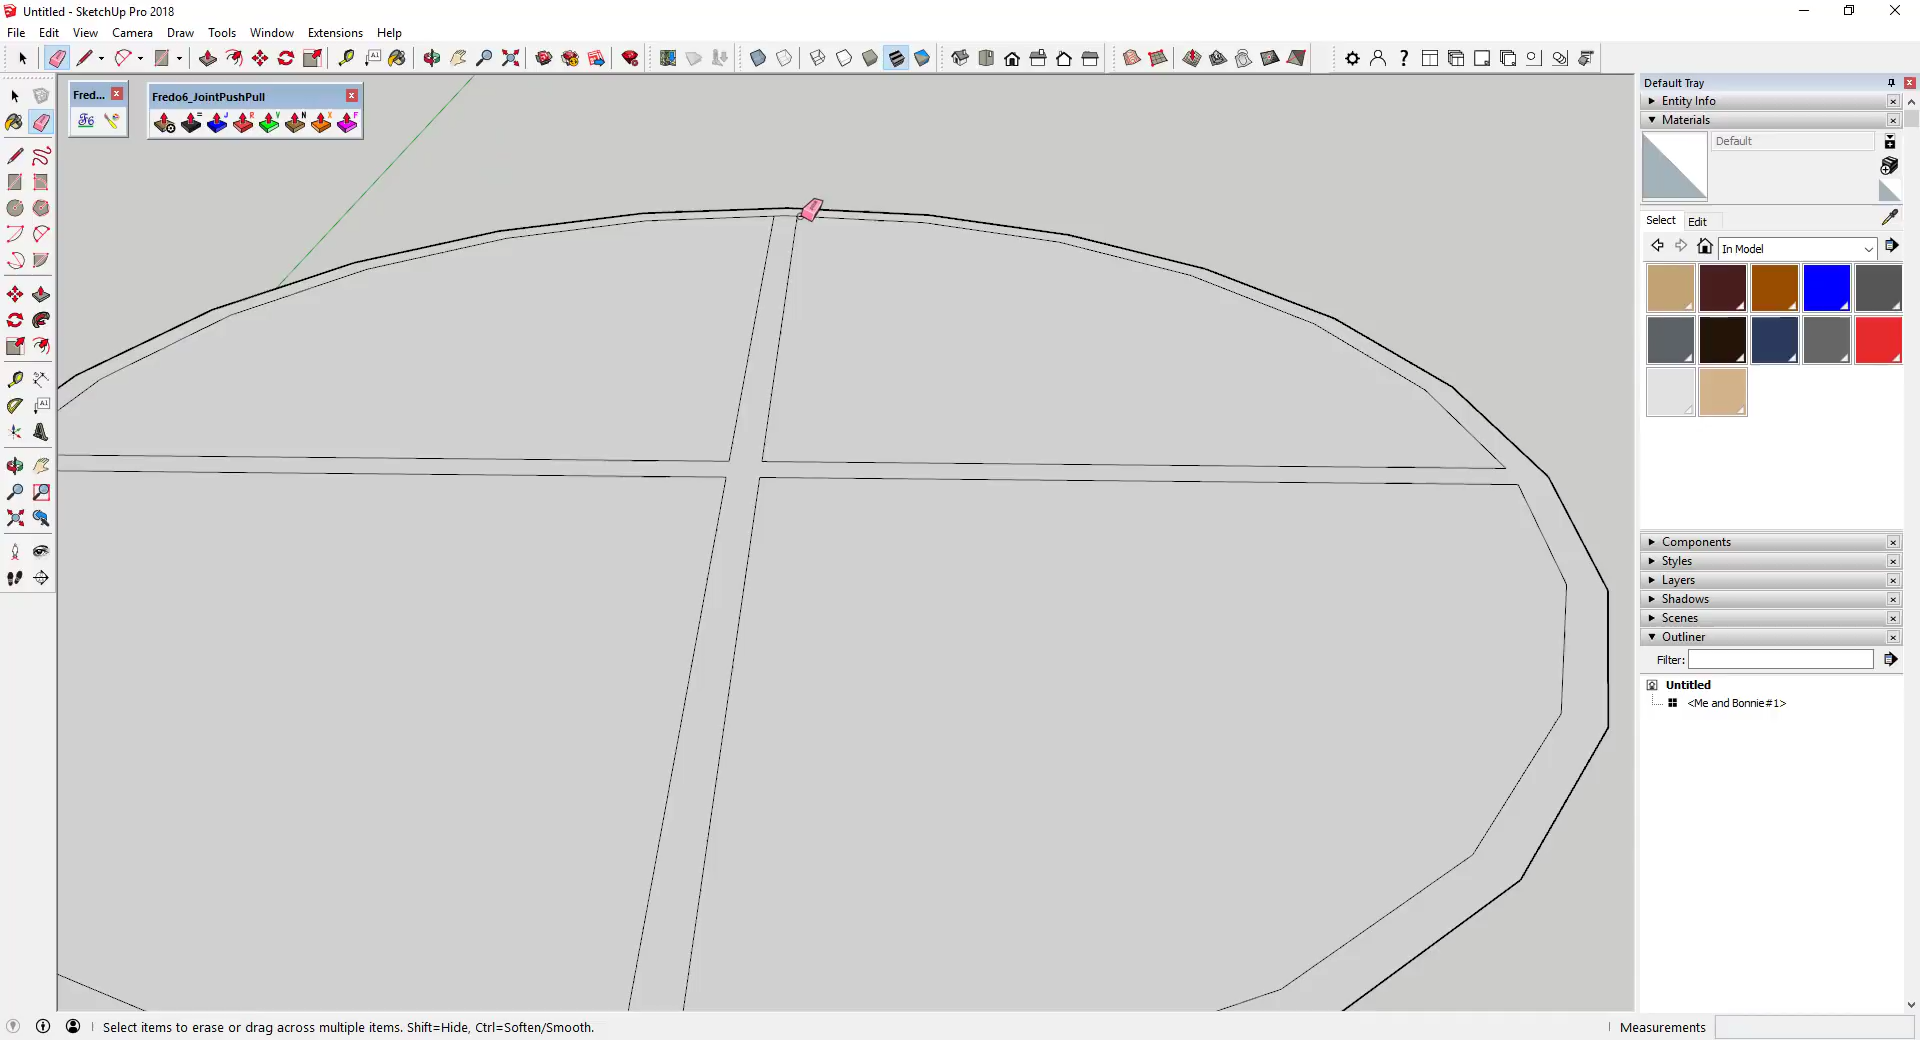 Untitled - SketchUp Pro 2018
File Edit View Camera Draw Tools Window Extensions Help
Fred...
Fredo6_JointPushPull
Default Tray
Entity Info
Materials
Default
Select Edit
In Model
Components
Styles
Layers
Shadows
Scenes
Outliner
Filter:
Untitled
<Me and Bonnie#1>
Select items to erase or drag across multiple items. Shift=Hide, Ctrl=Soften/Smooth.
Measurements